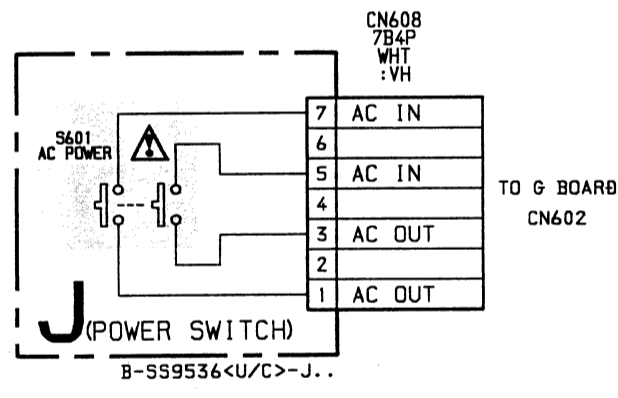 CN608
7B4P
WHT
:VH
7 AC IN
6
S601
AC POWER
5 AC IN
4
TO G BOARD
CN602
3 AC OUT
2
1 AC OUT
J (POWER SWITCH)
B-SS9536<U/C>-J..